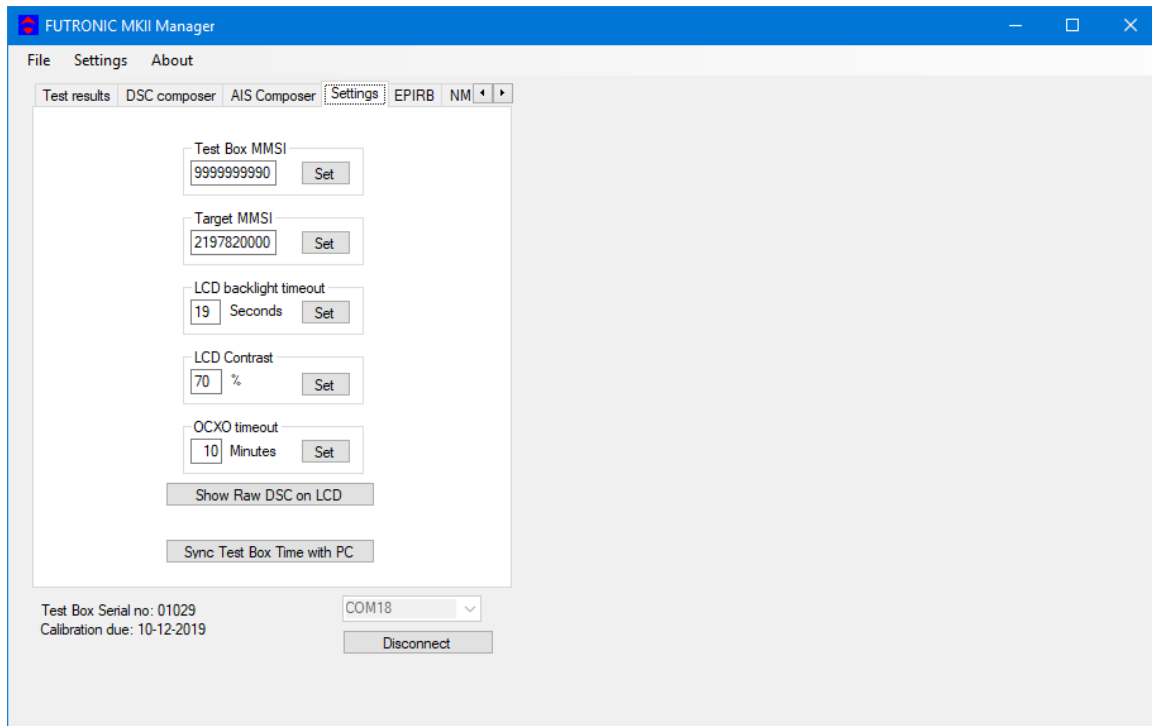 FUTRONIC MKII Manager
File Settings About
Test results DSC composer AIS Composer Settings EPIRB NM
Test Box MMSI
9999999990 Set
Target MMSI
2197820000 Set
LCD backlight timeout
19 Seconds Set
LCD Contrast
70 % Set
OCXO timeout
10 Minutes Set
Show Raw DSC on LCD
Sync Test Box Time with PC
Test Box Serial no: 01029
Calibration due: 10-12-2019
COM18
Disconnect